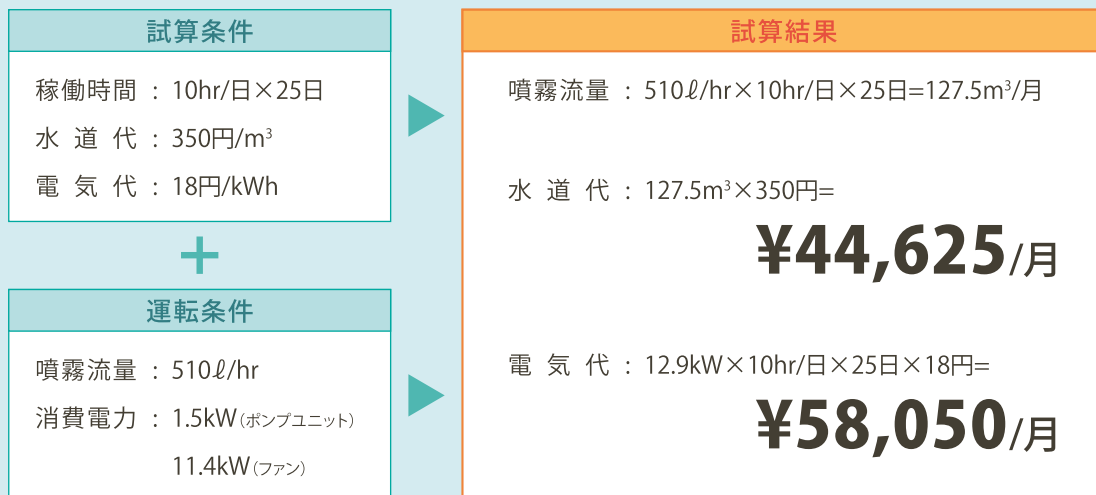 試算条件
稼働時間 : 10hr/日×25日
水道代 : 350円/m³
電気代 : 18円/kWh
+
運転条件
噴霧流量 : 510ℓ/hr
消費電力 : 1.5kW（ポンプユニット）
11.4kW（ファン）
試算結果
噴霧流量 : 510ℓ/hr×10hr/日×25日=127.5m³/月
水道代 : 127.5m³×350円=
¥44,625/月
電気代 : 12.9kW×10hr/日×25日×18円=
¥58,050/月